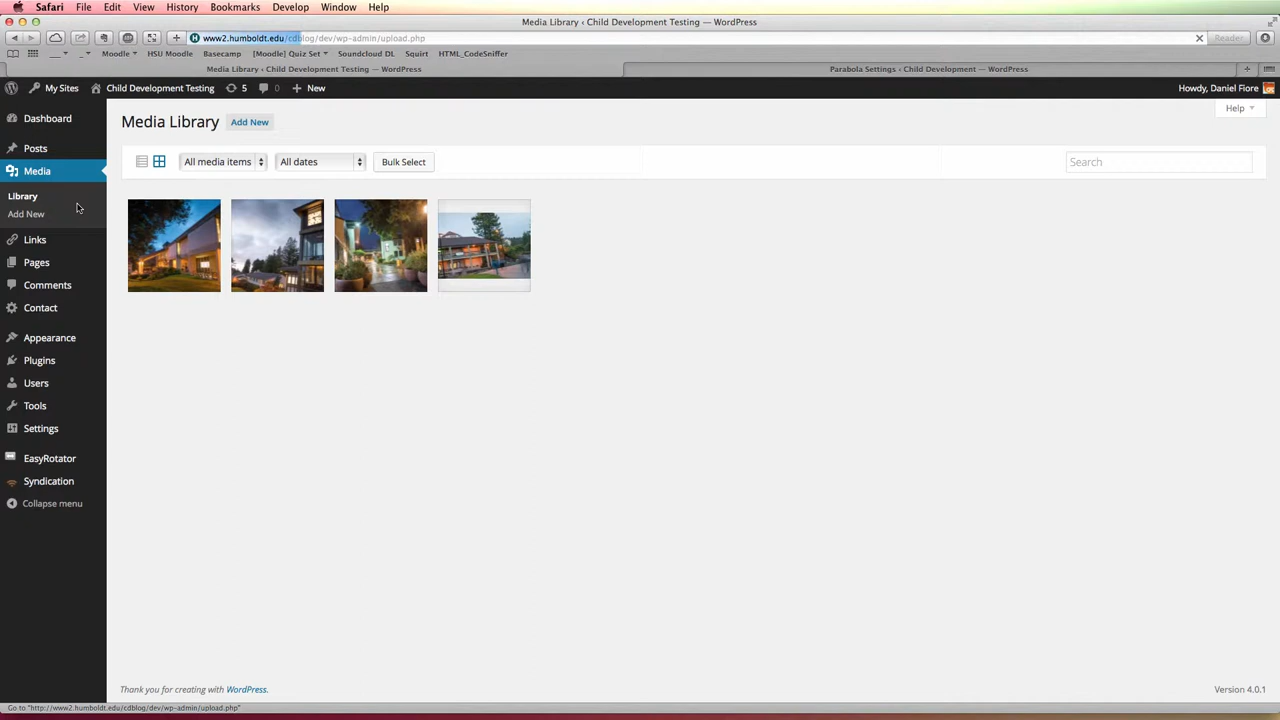 Safari File Edit View History Bookmarks Develop Window Help
Media Library ‹ Child Development Testing — WordPress
www2.humboldt.edu/cdblog/dev/wp-admin/upload.php
Reader
Moodle HSU Moodle Basecamp [Moodle] Quiz Set Soundcloud DL Squirt HTML_CodeSniffer
Media Library ‹ Child Development Testing — WordPress
Parabola Settings ‹ Child Development — WordPress
My Sites Child Development Testing 5 0 + New
Howdy, Daniel Fiore
Help
Dashboard
Posts
Media
Library
Add New
Links
Pages
Comments
Contact
Appearance
Plugins
Users
Tools
Settings
EasyRotator
Syndication
Collapse menu
Media Library Add New
All media items All dates Bulk Select Search
Thank you for creating with WordPress.
Version 4.0.1
Go to "http://www2.humboldt.edu/cdblog/dev/wp-admin/upload.php"